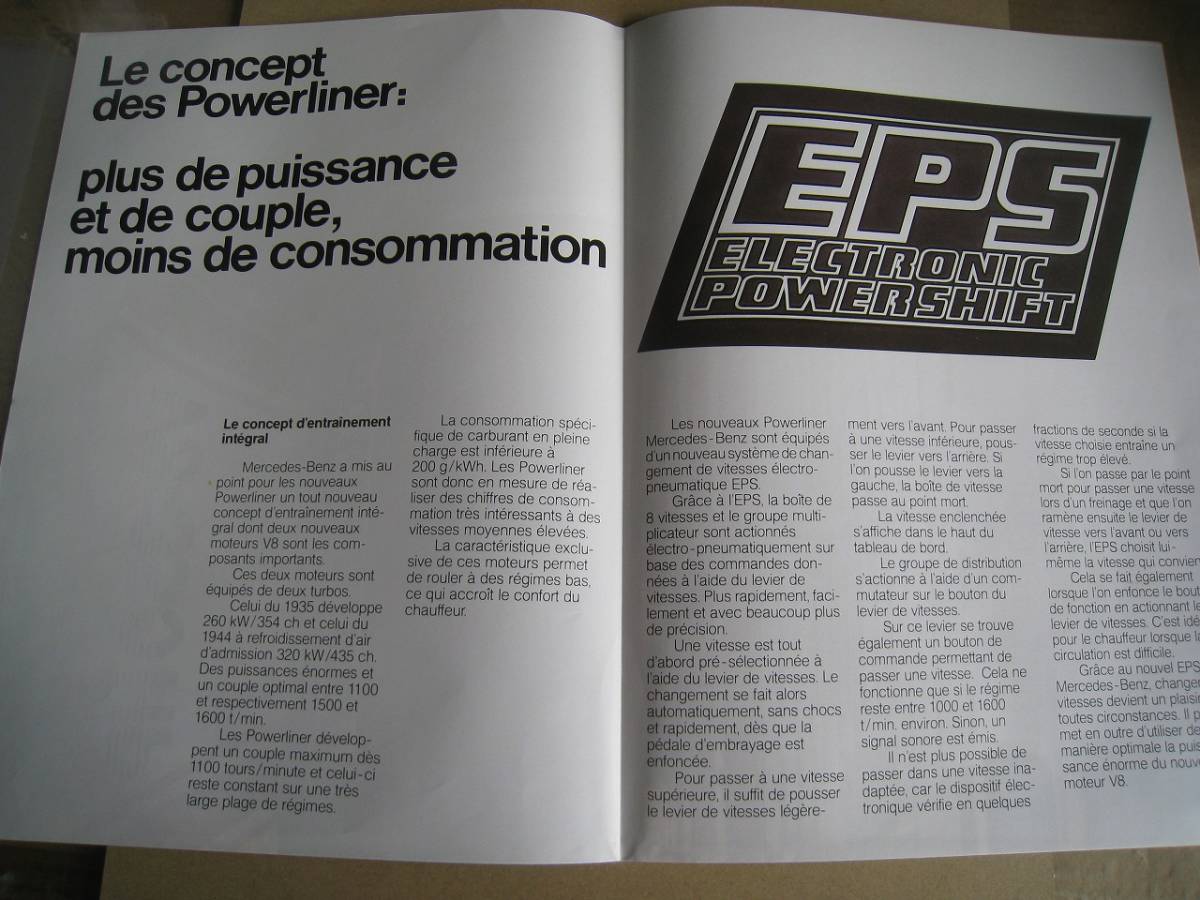 Le concept
des Powerliner:
plus de puissance
et de couple,
moins de consommation
Le concept d'entraînement
intégral
Mercedes-Benz a mis au
point pour les nouveaux
Powerliner un tout nouveau
concept d'entraînement inté-
gral dont deux nouveaux
moteurs V8 sont les com-
posants importants.
Ces deux moteurs sont
équipés de deux turbos.
Celui du 1935 développe
260 kW/354 ch et celui du
1944 à refroidissement d'air
d'admission 320 kW/435 ch.
Des puissances énormes et
un couple optimal entre 1100
et respectivement 1500 et
1600 t/min.
Les Powerliner dévelop-
pent un couple maximum dès
1100 tours/minute et celui-ci
reste constant sur une très
large plage de régimes.
La consommation spéci-
fique de carburant en pleine
charge est inférieure à
200 g/kWh. Les Powerliner
sont donc en mesure de réa-
liser des chiffres de consom-
mation très intéressants à des
vitesses moyennes élevées.
La caractéristique exclu-
sive de ces moteurs permet
de rouler à des régimes bas,
ce qui accroît le confort du
chauffeur.
EPS
ELECTRONIC
POWERSHIFT
Les nouveaux Powerliner
Mercedes-Benz sont équipés
d'un nouveau système de chan-
gement de vitesses électro-
pneumatique EPS.
Grâce à l'EPS, la boîte de
8 vitesses et le groupe multi-
plicateur sont actionnés
électro-pneumatiquement sur
base des commandes don-
nées à l'aide du levier de
vitesses. Plus rapidement, faci-
lement et avec beaucoup plus
de précision.
Une vitesse est tout
d'abord pré-sélectionnée à
l'aide du levier de vitesses. Le
changement se fait alors
automatiquement, sans chocs
et rapidement, dès que la
pédale d'embrayage est
enfoncée.
Pour passer à une vitesse
supérieure, il suffit de pousser
le levier de vitesses légère-
ment vers l'avant. Pour passer
à une vitesse inférieure, pous-
ser le levier vers l'arrière. Si
l'on pousse le levier vers la
gauche, la boîte de vitesse
passe au point mort.
La vitesse enclenchée
s'affiche dans le haut du
tableau de bord.
Le groupe de distribution
s'actionne à l'aide d'un com-
mutateur sur le bouton du
levier de vitesses.
Sur ce levier se trouve
également un bouton de
commande permettant de
passer une vitesse. Cela ne
fonctionne que si le régime
reste entre 1000 et 1600
t/min. environ. Sinon, un
signal sonore est émis.
Il n'est plus possible de
passer dans une vitesse ina-
daptée, car le dispositif élec-
tronique vérifie en quelques
fractions de seconde si la
vitesse choisie entraîne un
régime trop élevé.
Si l'on passe par le point
mort pour passer une vitesse
lors d'un freinage et que l'on
ramène ensuite le levier de
vitesse vers l'avant ou vers
l'arrière, l'EPS choisit lui-
même la vitesse qui convien
Cela se fait également
lorsque l'on enfonce le bout
de fonction en actionnant le
levier de vitesses. C'est idé
pour le chauffeur lorsque la
circulation est difficile.
Grâce au nouvel EPS
Mercedes-Benz, changer
vitesses devient un plaisi
toutes circonstances. Il p
met en outre d'utiliser de
manière optimale la puis
sance énorme du nouv
moteur V8.